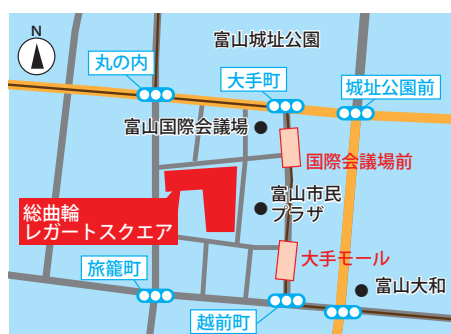 N
富山城址公園
丸の内
大手町
城址公園前
富山国際会議場
国際会議場前
総曲輪
レガートスクエア
富山市民
プラザ
大手モール
旅籠町
富山大和
越前町